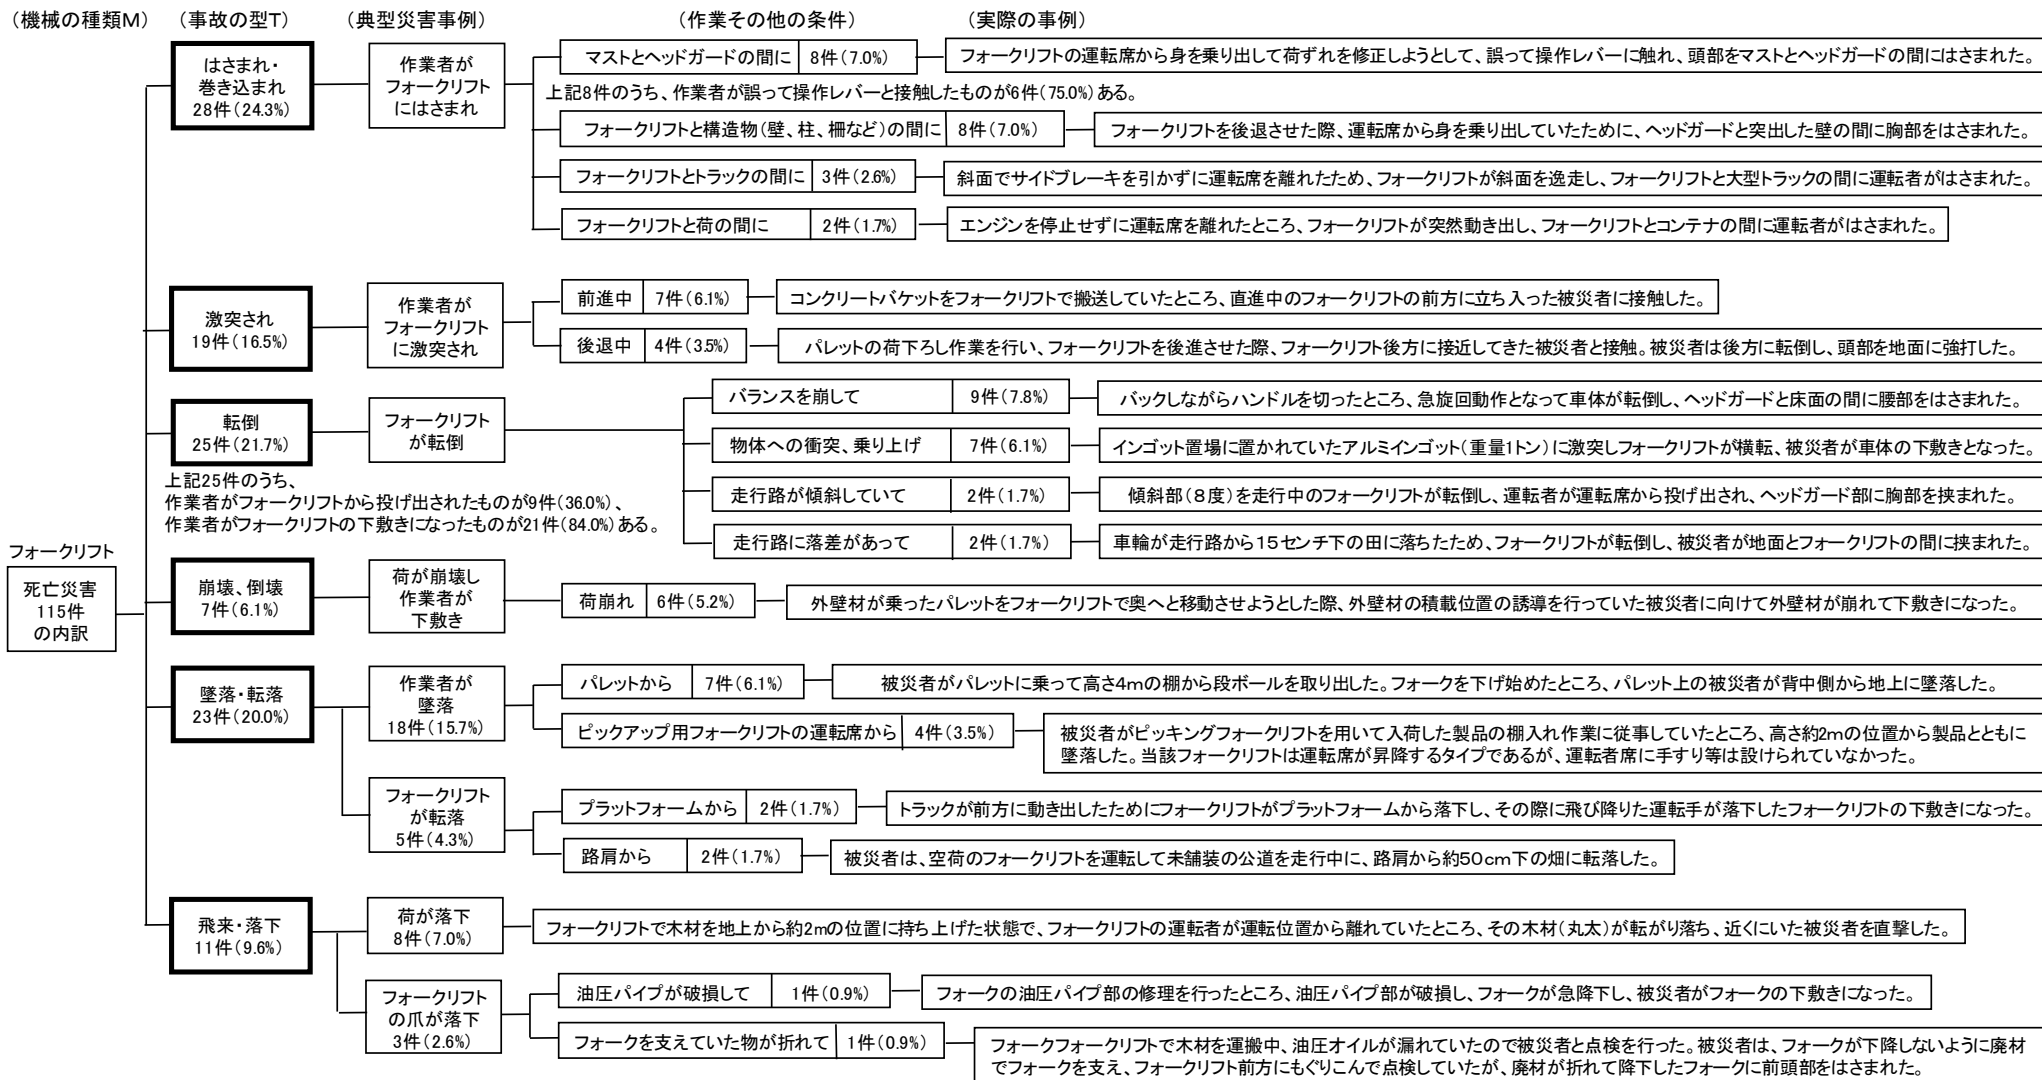 (機械の種類M) (事故の型T) (典型災害事例) (作業その他の条件) (実際の事例)
フォークリフト
死亡災害
115件
の内訳
はさまれ・
巻き込まれ
28件(24.3%)
作業者が
フォークリフト
にはさまれ
マストとヘッドガードの間に 8件(7.0%)
フォークリフトの運転席から身を乗り出して荷ずれを修正しようとして、誤って操作レバーに触れ、頭部をマストとヘッドガードの間にはさまれた。
上記8件のうち、作業者が誤って操作レバーと接触したものが6件(75.0%)ある。
フォークリフトと構造物(壁、柱、柵など)の間に 8件(7.0%)
フォークリフトを後退させた際、運転席から身を乗り出していたために、ヘッドガードと突出した壁の間に胸部をはさまれた。
フォークリフトとトラックの間に 3件(2.6%)
斜面でサイドブレーキを引かずに運転席を離れたため、フォークリフトが斜面を逸走し、フォークリフトと大型トラックの間に運転者がはさまれた。
フォークリフトと荷の間に 2件(1.7%)
エンジンを停止せずに運転席を離れたところ、フォークリフトが突然動き出し、フォークリフトとコンテナの間に運転者がはさまれた。
激突され
19件(16.5%)
作業者が
フォークリフト
に激突され
前進中 7件(6.1%)
コンクリートバケットをフォークリフトで搬送していたところ、直進中のフォークリフトの前方に立ち入った被災者に接触した。
後退中 4件(3.5%)
パレットの荷下ろし作業を行い、フォークリフトを後進させた際、フォークリフト後方に接近してきた被災者と接触。被災者は後方に転倒し、頭部を地面に強打した。
転倒
25件(21.7%)
フォークリフト
が転倒
上記25件のうち、
作業者がフォークリフトから投げ出されたものが9件(36.0%)、
作業者がフォークリフトの下敷きになったものが21件(84.0%)ある。
バランスを崩して 9件(7.8%)
バックしながらハンドルを切ったところ、急旋回動作となって車体が転倒し、ヘッドガードと床面の間に腰部をはさまれた。
物体への衝突、乗り上げ 7件(6.1%)
インゴット置場に置かれていたアルミインゴット(重量1トン)に激突しフォークリフトが横転、被災者が車体の下敷きとなった。
走行路が傾斜していて 2件(1.7%)
傾斜部(8度)を走行中のフォークリフトが転倒し、運転者が運転席から投げ出され、ヘッドガード部に胸部を挟まれた。
走行路に落差があって 2件(1.7%)
車輪が走行路から15センチ下の田に落ちたため、フォークリフトが転倒し、被災者が地面とフォークリフトの間に挟まれた。
崩壊、倒壊
7件(6.1%)
荷が崩壊し
作業者が
下敷き
荷崩れ 6件(5.2%)
外壁材が乗ったパレットをフォークリフトで奥へと移動させようとした際、外壁材の積載位置の誘導を行っていた被災者に向けて外壁材が崩れて下敷きになった。
墜落・転落
23件(20.0%)
作業者が
墜落
18件(15.7%)
パレットから 7件(6.1%)
被災者がパレットに乗って高さ4mの棚から段ボールを取り出した。フォークを下げ始めたところ、パレット上の被災者が背中側から地上に墜落した。
ピックアップ用フォークリフトの運転席から 4件(3.5%)
被災者がピッキングフォークリフトを用いて入荷した製品の棚入れ作業に従事していたところ、高さ約2mの位置から製品とともに
墜落した。当該フォークリフトは運転席が昇降するタイプであるが、運転者席に手すり等は設けられていなかった。
フォークリフト
が転落
5件(4.3%)
プラットフォームから 2件(1.7%)
トラックが前方に動き出したためにフォークリフトがプラットフォームから落下し、その際に飛び降りた運転手が落下したフォークリフトの下敷きになった。
路肩から 2件(1.7%)
被災者は、空荷のフォークリフトを運転して未舗装の公道を走行中に、路肩から約50cm下の畑に転落した。
飛来・落下
11件(9.6%)
荷が落下
8件(7.0%)
フォークリフトで木材を地上から約2mの位置に持ち上げた状態で、フォークリフトの運転者が運転位置から離れていたところ、その木材(丸太)が転がり落ち、近くにいた被災者を直撃した。
フォークリフト
の爪が落下
3件(2.6%)
油圧パイプが破損して 1件(0.9%)
フォークの油圧パイプ部の修理を行ったところ、油圧パイプ部が破損し、フォークが急降下し、被災者がフォークの下敷きになった。
フォークを支えていた物が折れて 1件(0.9%)
フォークフォークリフトで木材を運搬中、油圧オイルが漏れていたので被災者と点検を行った。被災者は、フォークが下降しないように廃材
でフォークを支え、フォークリフト前方にもぐりこんで点検していたが、廃材が折れて降下したフォークに前頭部をはさまれた。